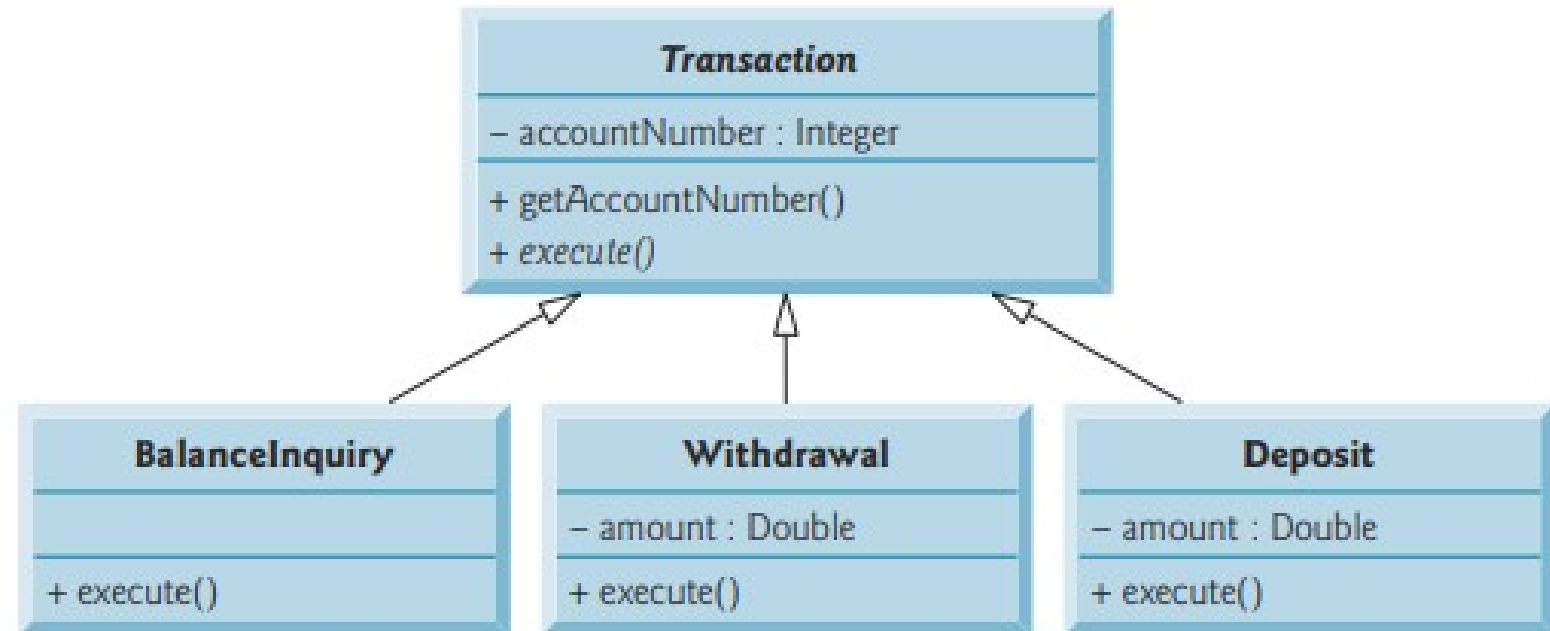 Transaction
– accountNumber : Integer
+ getAccountNumber()
+ execute()
BalanceInquiry
+ execute()
Withdrawal
– amount : Double
+ execute()
Deposit
– amount : Double
+ execute()